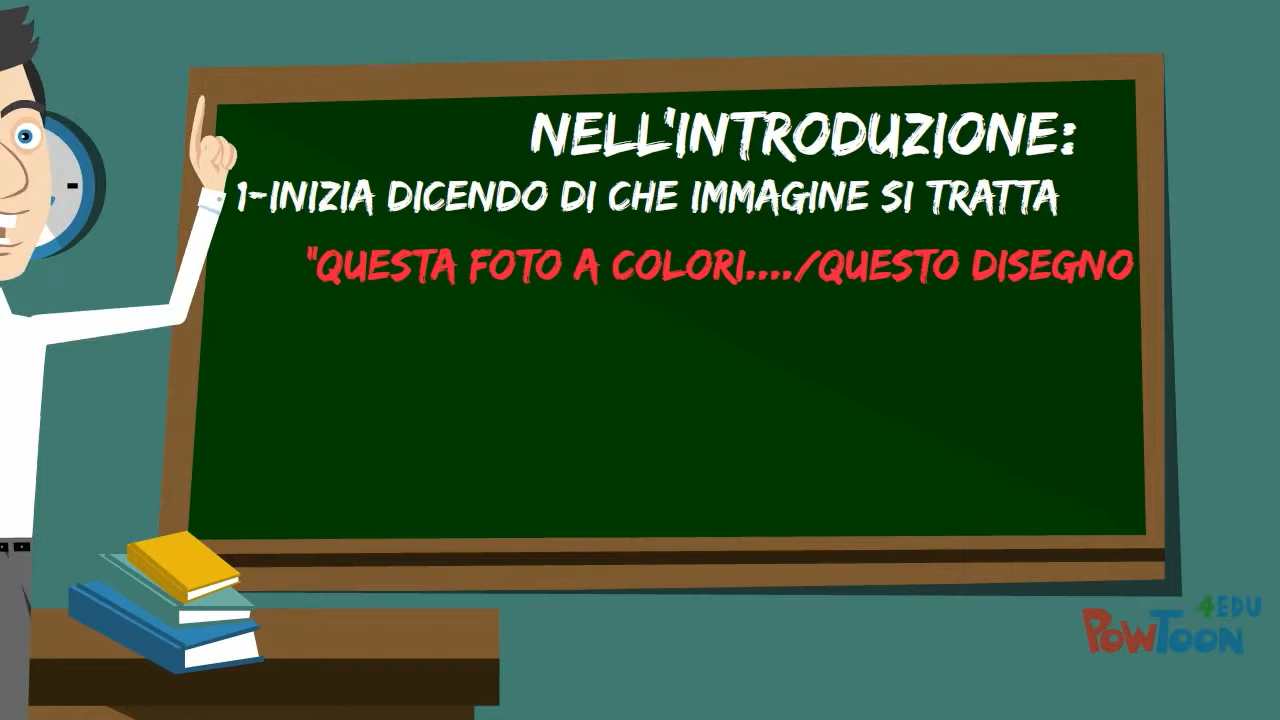 NELL'INTRODUZIONE:
1-INIZIA DICENDO DI CHE IMMAGINE SI TRATTA
"QUESTA FOTO A COLORI..../QUESTO DISEGNO
4EDU
POWTOON